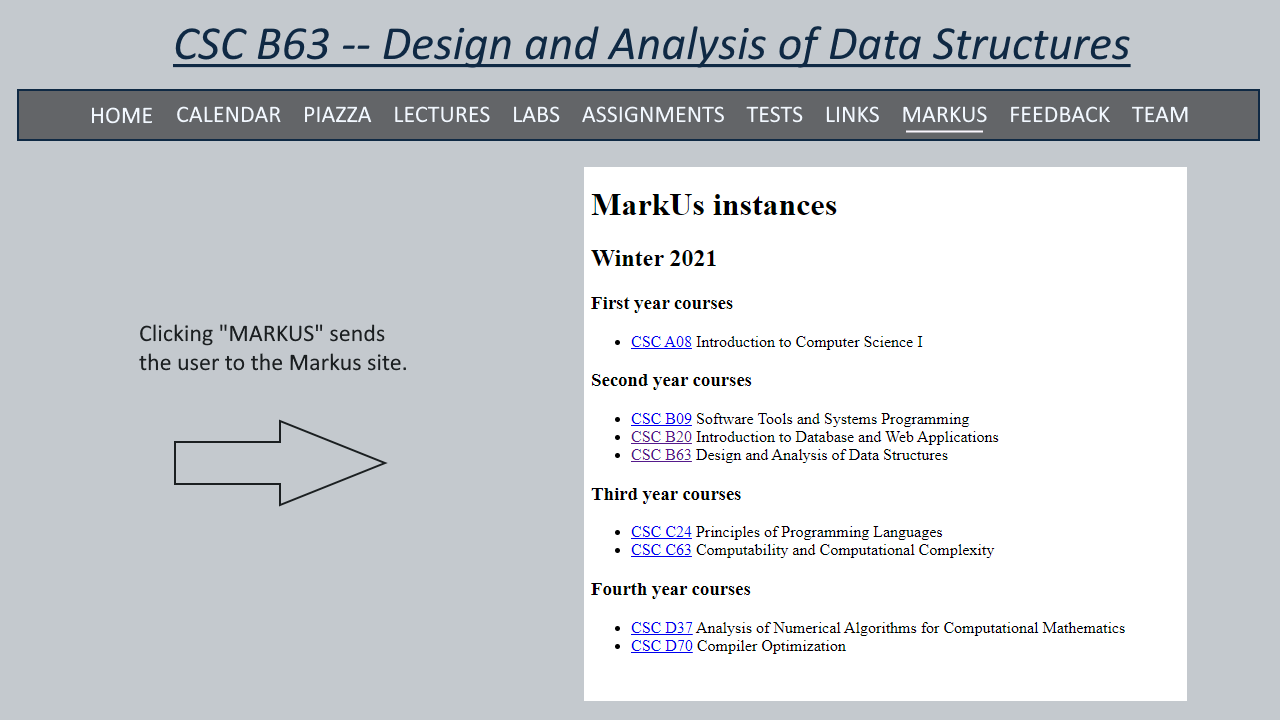 CSC B63 -- Design and Analysis of Data Structures
HOME CALENDAR PIAZZA LECTURES LABS ASSIGNMENTS TESTS LINKS MARKUS FEEDBACK TEAM
Clicking "MARKUS" sends
the user to the Markus site.
MarkUs instances
Winter 2021
First year courses
• CSC A08 Introduction to Computer Science I
Second year courses
• CSC B09 Software Tools and Systems Programming
• CSC B20 Introduction to Database and Web Applications
• CSC B63 Design and Analysis of Data Structures
Third year courses
• CSC C24 Principles of Programming Languages
• CSC C63 Computability and Computational Complexity
Fourth year courses
• CSC D37 Analysis of Numerical Algorithms for Computational Mathematics
• CSC D70 Compiler Optimization